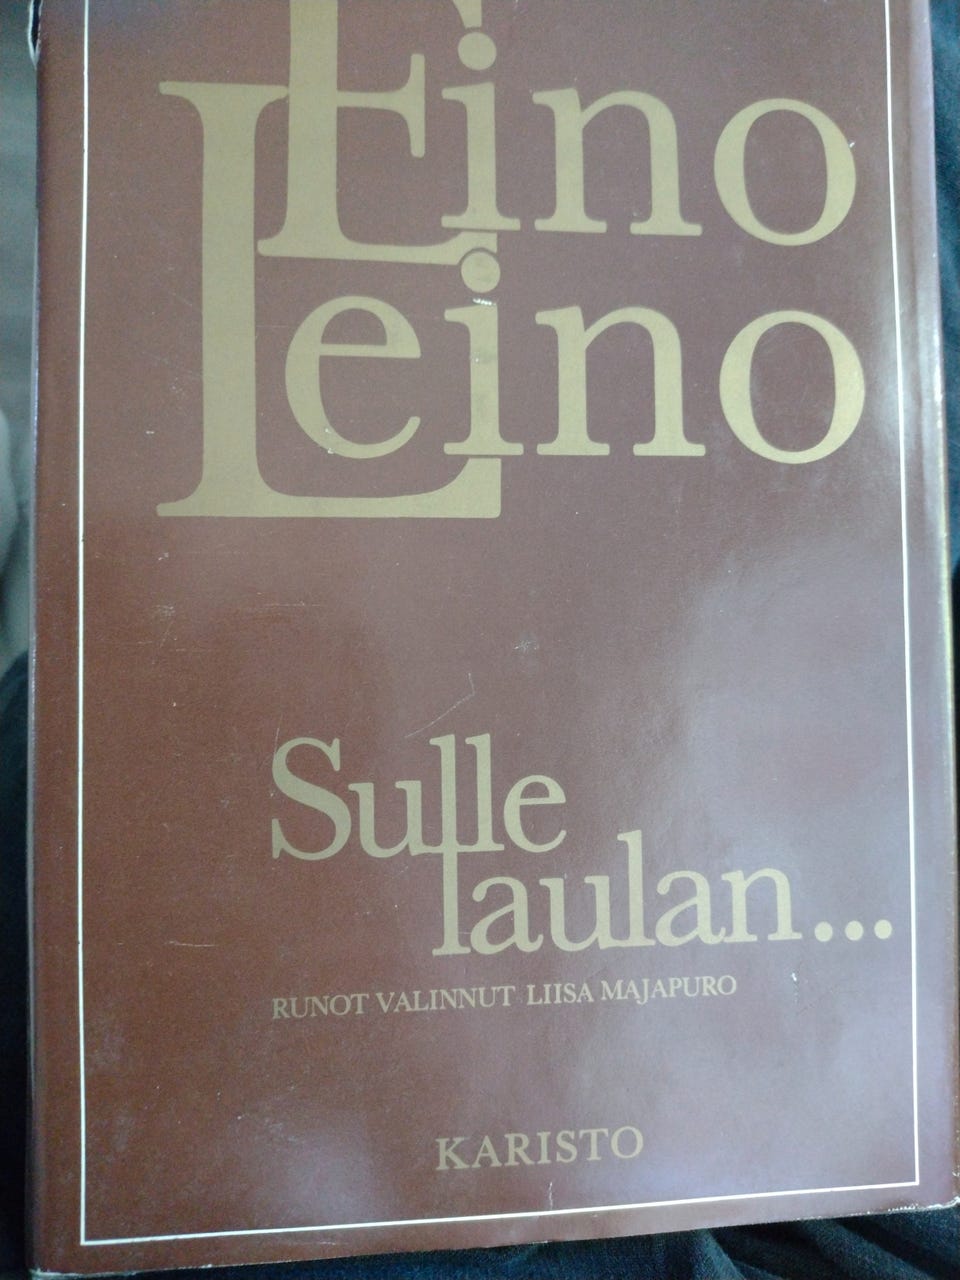 Eino
Leino
Sulle
laulan...
RUNOT VALINNUT LIISA MAJAPURO
KARISTO